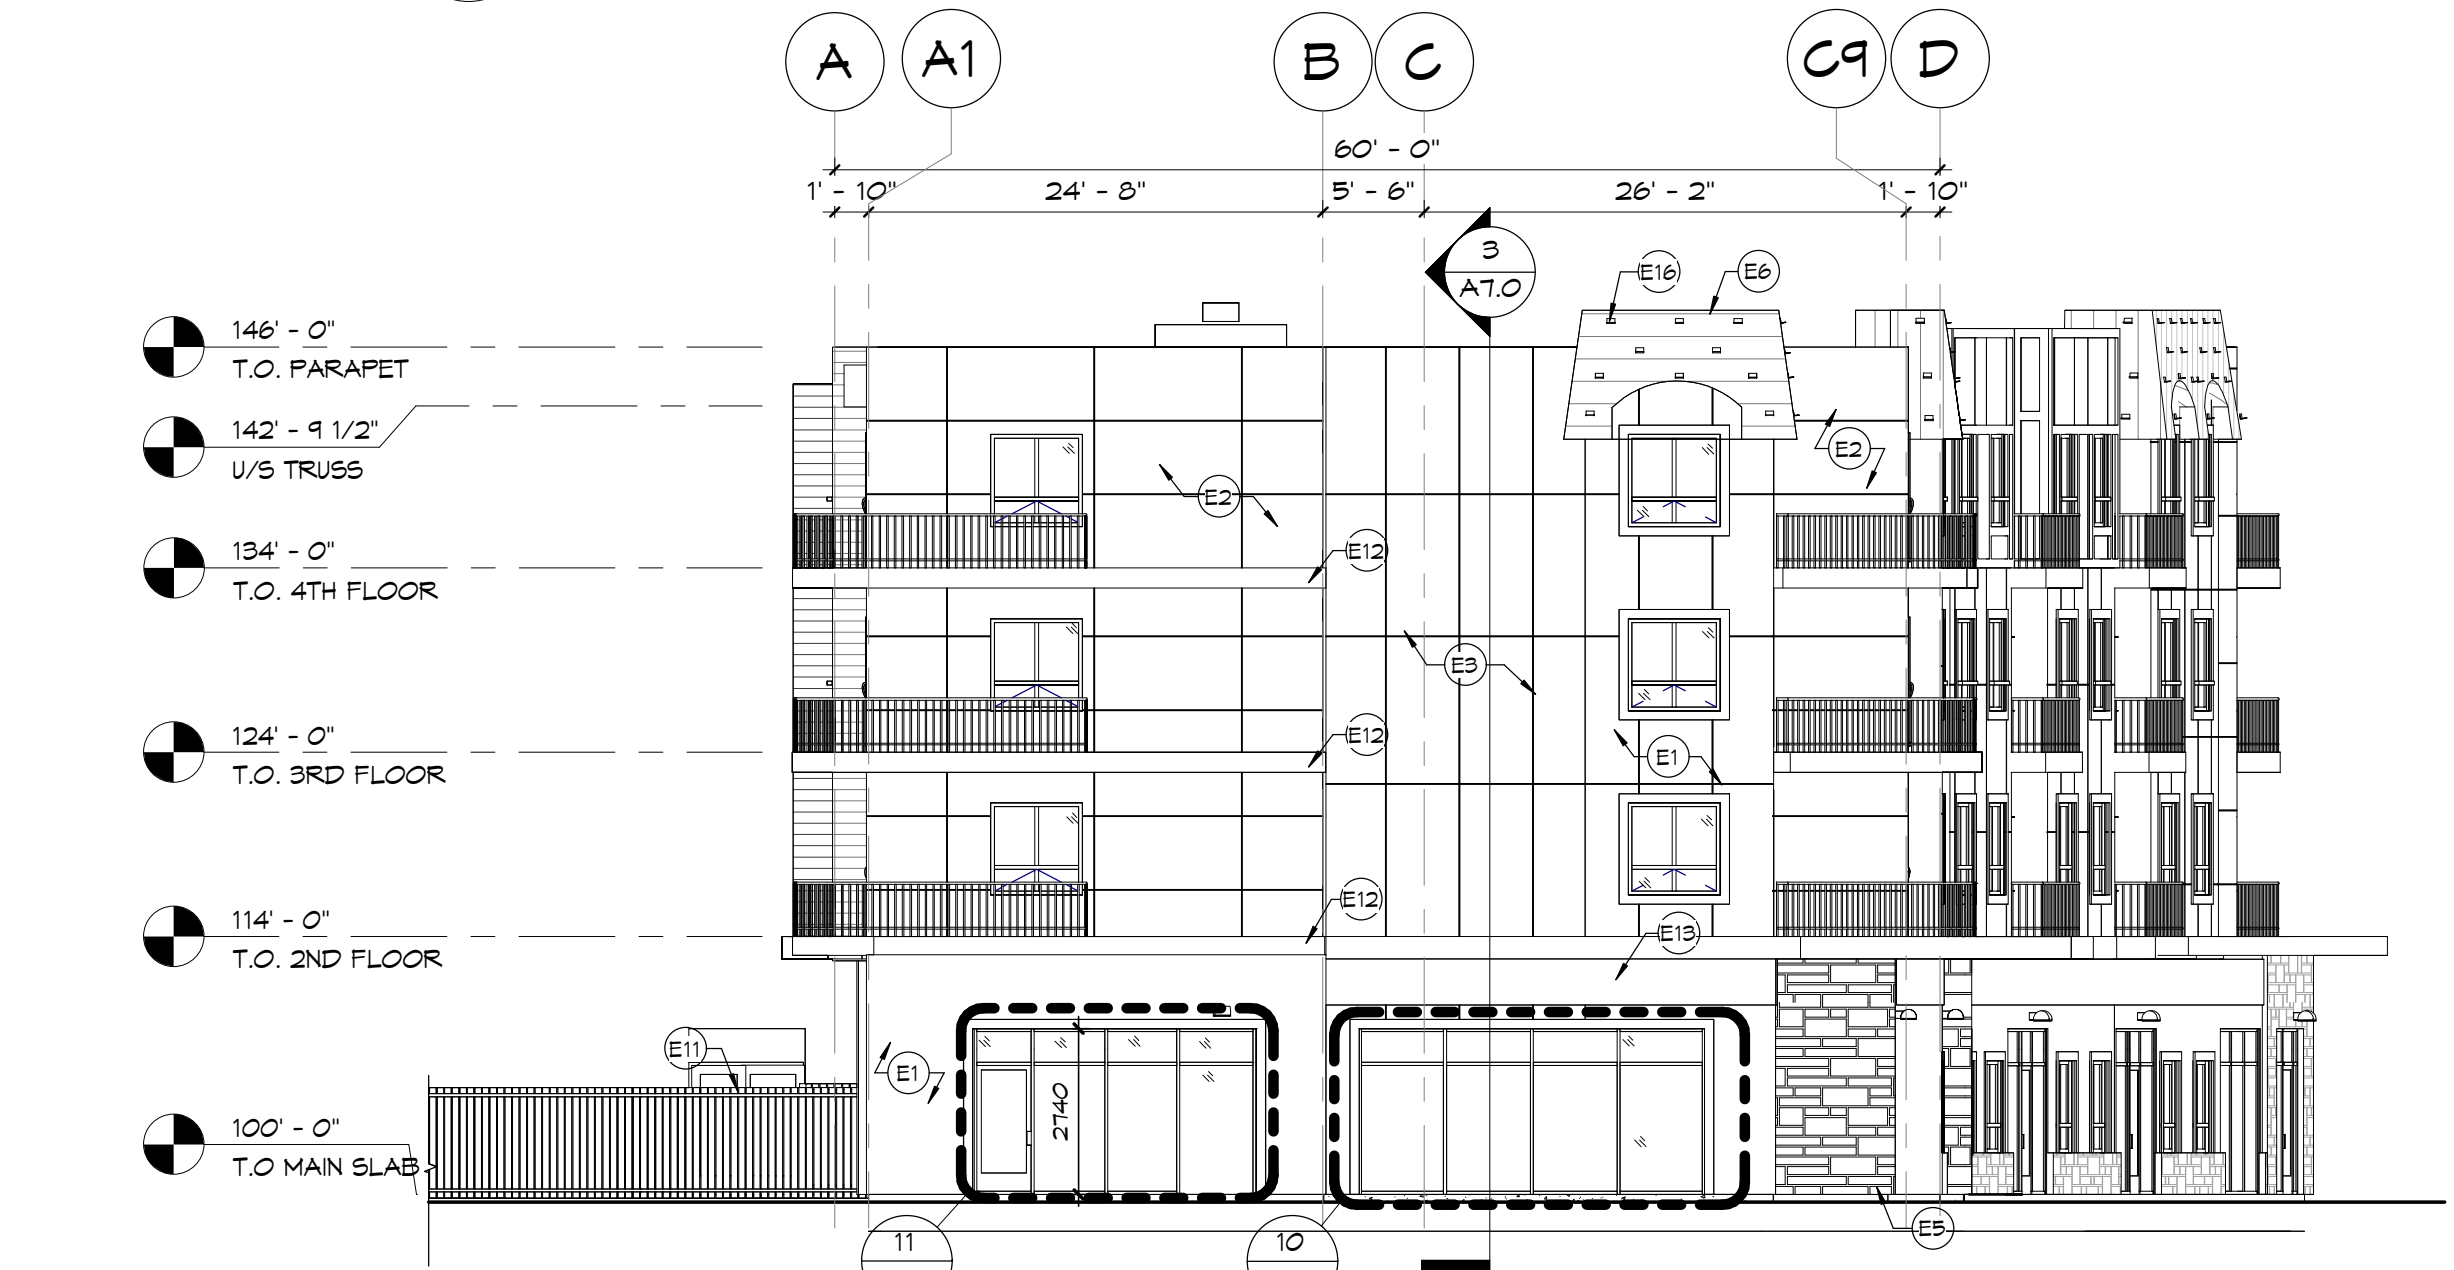 A A1 B C C9 D
60' - 0"
1' - 10" 24' - 8" 5' - 6" 26' - 2" 1' - 10"
3
A7.0
E16 E6
146' - 0"
T.O. PARAPET
142' - 9 1/2"
U/S TRUSS
E2
E2
134' - 0"
T.O. 4TH FLOOR
E12
E3
124' - 0"
T.O. 3RD FLOOR
E12
E1
114' - 0"
T.O. 2ND FLOOR
E12
E13
E11
E1
2740
100' - 0"
T.O MAIN SLAB
E5
11
10